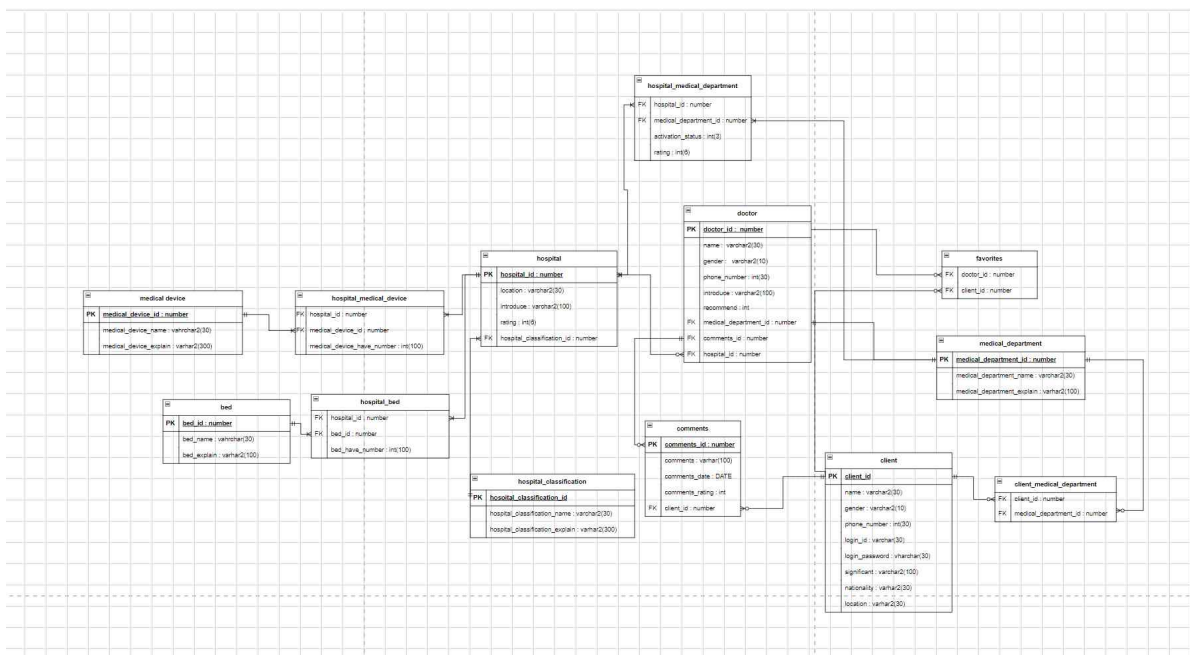 hospital_medical_department
FK hospital_id : number
FK medical_department_id : number
activation_status : int(3)
rating : int(6)
doctor
PK doctor_id : number
name : varchar2(30)
gender : varchar2(10)
phone_number : int(30)
introduce : varchar2(100)
recommend : int
FK medical_department_id : number
FK comments_id : number
FK hospital_id : number
favorites
FK doctor_id : number
FK client_id : number
hospital
PK hospital_id : number
location : varchar2(30)
introduce : varchar2(100)
rating : int(6)
FK hospital_classification_id : number
medical device
PK medical_device_id : number
medical_device_name : vahrchar2(30)
medical_device_explain : varhar2(300)
hospital_medical_device
FK hospital_id : number
FK medical_device_id : number
medical_device_have_number : int(100)
medical_department
PK medical_department_id : number
medical_department_name : varchar2(30)
medical_department_explain : varhar2(100)
bed
PK bed_id : number
bed_name : vahrchar(30)
bed_explain : varhar2(100)
hospital_bed
FK hospital_id : number
FK bed_id : number
bed_have_number : int(100)
comments
PK comments_id : number
comments : varhar(100)
comments_date : DATE
comments_rating : int
FK client_id : number
hospital_classification
PK hospital_classification_id
hospital_classification_name : varhar2(30)
hospital_classification_explain : varhar2(300)
client
PK client_id
name : varhar2(30)
gender : varhar2(10)
phone_number : int(30)
login_id : varchar(30)
login_password : vharchar(30)
significant : varchar2(100)
nationality : varhar2(30)
location : varhar2(30)
client_medical_department
FK client_id : number
FK medical_department_id : number